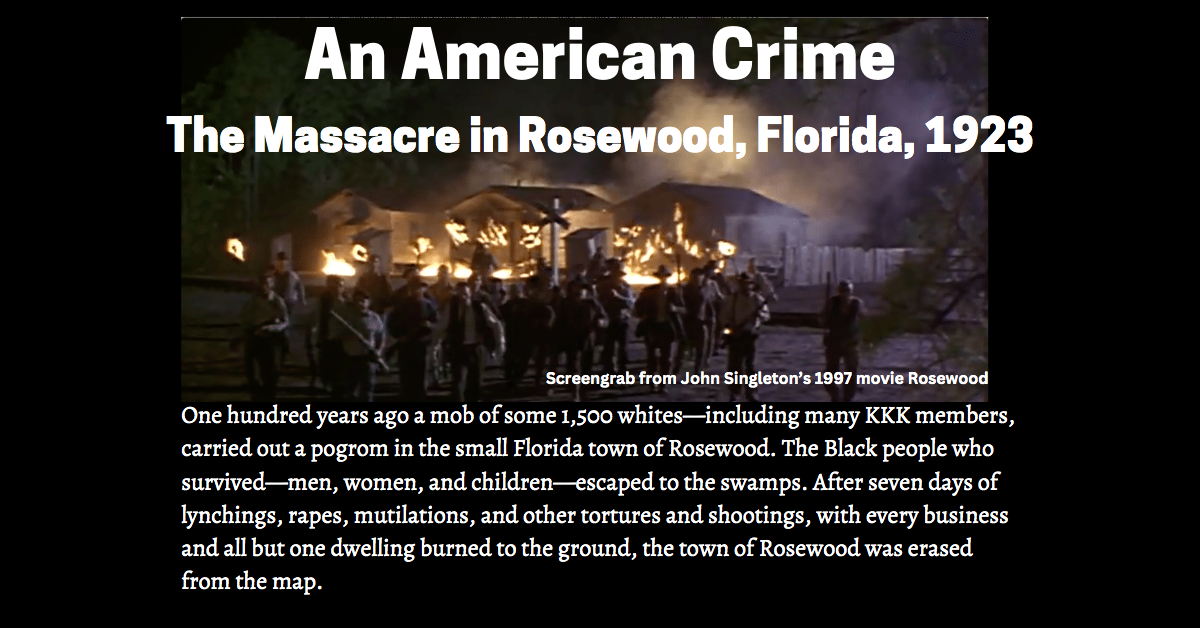 An American Crime
The Massacre in Rosewood, Florida, 1923
Screengrab from John Singleton’s 1997 movie Rosewood
One hundred years ago a mob of some 1,500 whites—including many KKK members,
carried out a pogrom in the small Florida town of Rosewood. The Black people who
survived—men, women, and children—escaped to the swamps. After seven days of
lynchings, rapes, mutilations, and other tortures and shootings, with every business
and all but one dwelling burned to the ground, the town of Rosewood was erased
from the map.